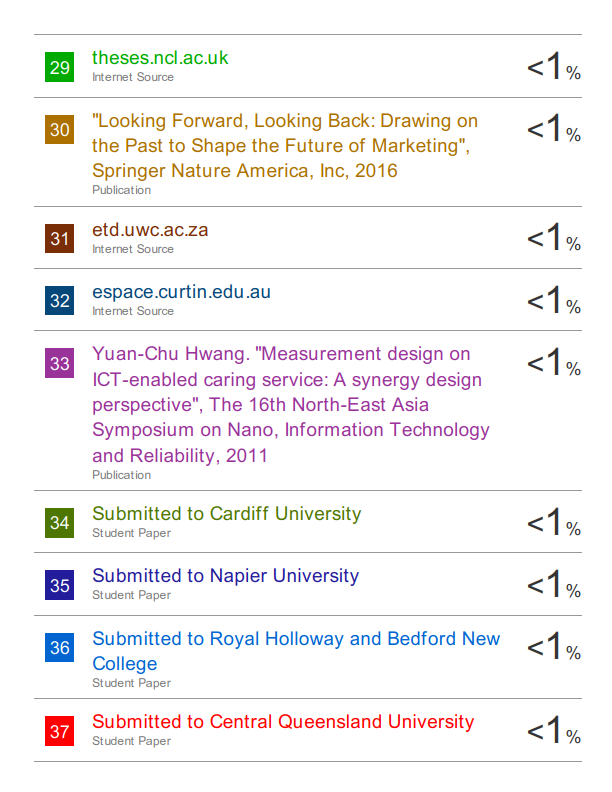 29
theses.ncl.ac.uk
Internet Source
<1%
30
"Looking Forward, Looking Back: Drawing on
the Past to Shape the Future of Marketing",
Springer Nature America, Inc, 2016
Publication
<1%
31
etd.uwc.ac.za
Internet Source
<1%
32
espace.curtin.edu.au
Internet Source
<1%
33
Yuan-Chu Hwang. "Measurement design on
ICT-enabled caring service: A synergy design
perspective", The 16th North-East Asia
Symposium on Nano, Information Technology
and Reliability, 2011
Publication
<1%
34
Submitted to Cardiff University
Student Paper
<1%
35
Submitted to Napier University
Student Paper
<1%
36
Submitted to Royal Holloway and Bedford New
College
Student Paper
<1%
37
Submitted to Central Queensland University
Student Paper
<1%